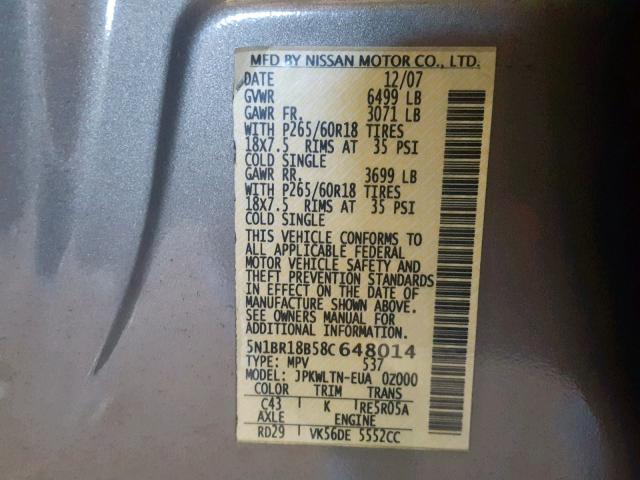 MFD BY NISSAN MOTOR CO., LTD.
DATE 12/07
GVWR 6499 LB
GAWR FR. 3071 LB
WITH P265/60R18 TIRES
18X7.5 RIMS AT 35 PSI
COLD SINGLE
GAWR RR. 3699 LB
WITH P265/60R18 TIRES
18X7.5 RIMS AT 35 PSI
COLD SINGLE
THIS VEHICLE CONFORMS TO
ALL APPLICABLE FEDERAL
MOTOR VEHICLE SAFETY AND
THEFT PREVENTION STANDARDS
IN EFFECT ON THE DATE OF
MANUFACTURE SHOWN ABOVE.
SEE OWNERS MANUAL FOR
ADDITIONAL INFORMATION.
5N1BR18B58C648014
TYPE: MPV 537
MODEL: JPKWLTN-EUA 0Z000
COLOR TRIM TRANS
C43 K RE5R05A
AXLE ENGINE
RD29 VK56DE 5552CC